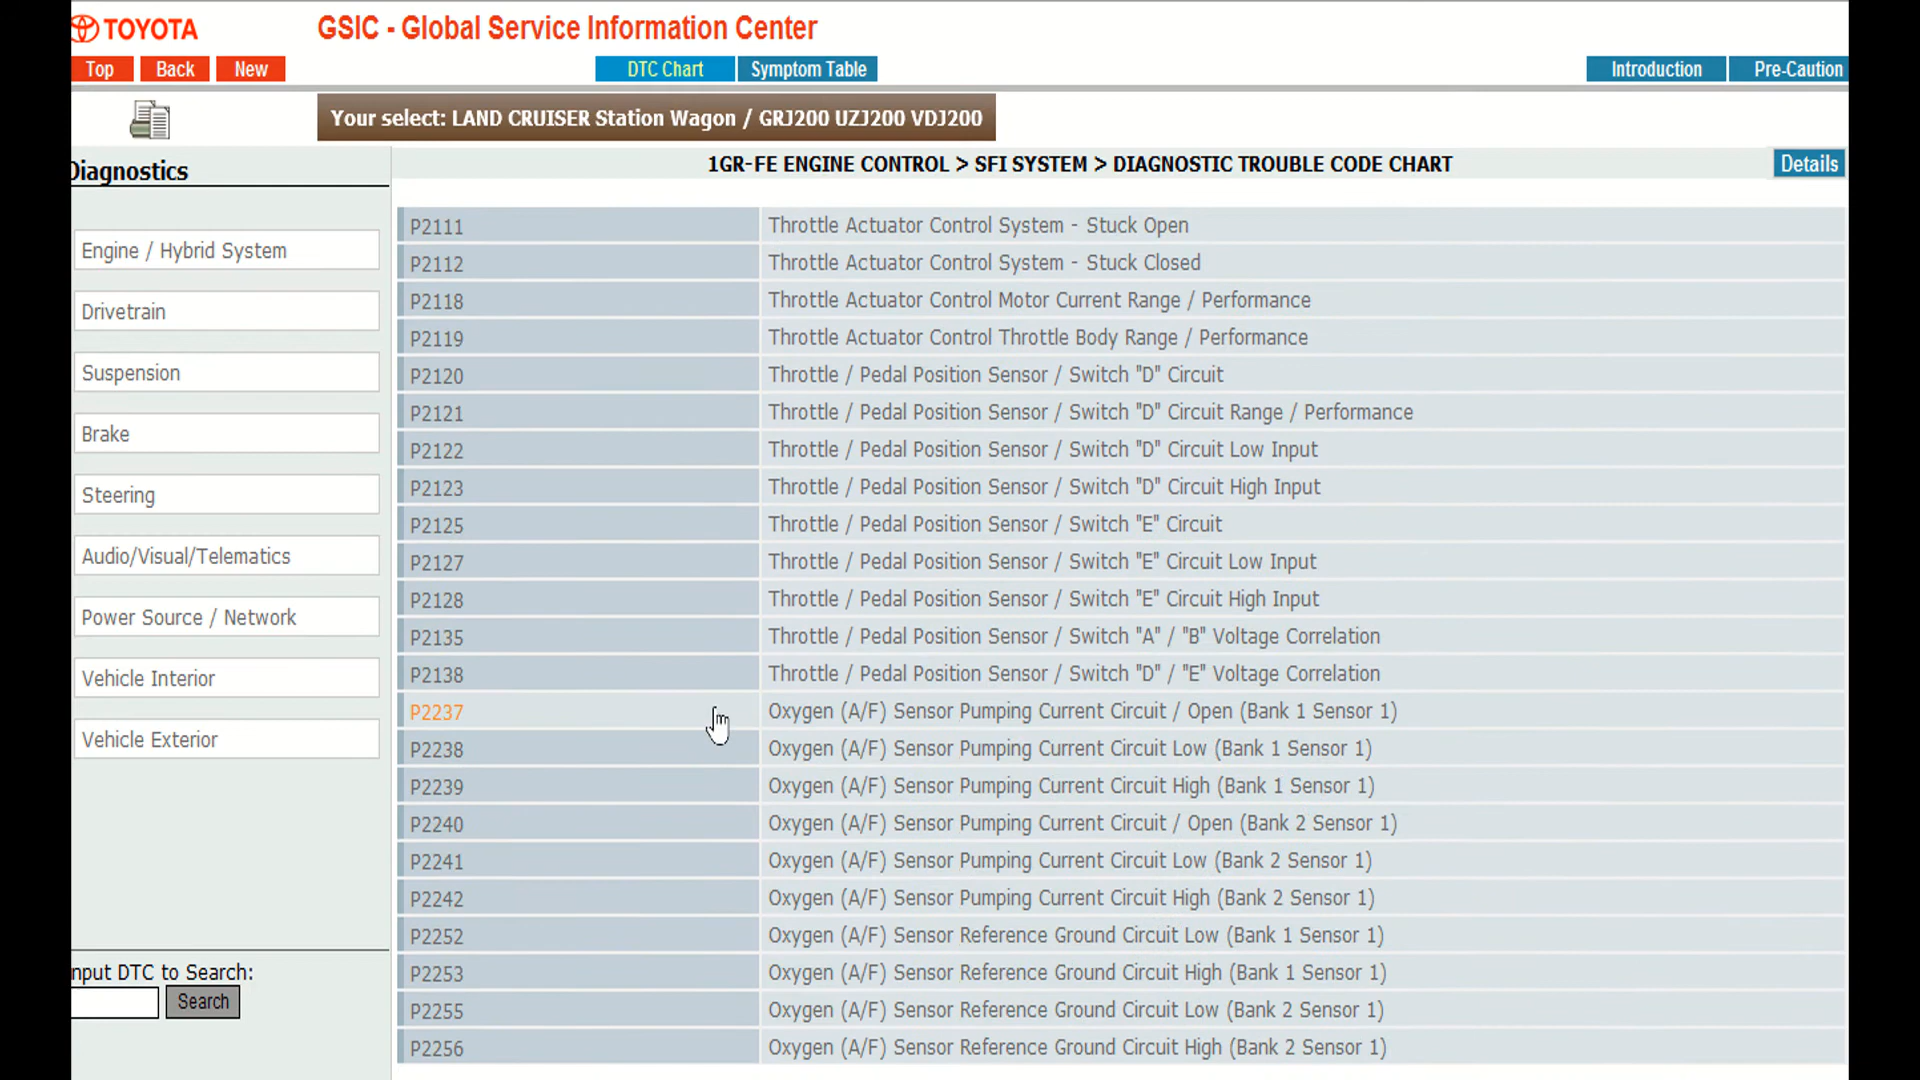 TOYOTA
GSIC - Global Service Information Center
Top
Back
New
DTC Chart
Symptom Table
Introduction
Pre-Caution
Your select: LAND CRUISER Station Wagon / GRJ200 UZJ200 VDJ200
Diagnostics
1GR-FE ENGINE CONTROL > SFI SYSTEM > DIAGNOSTIC TROUBLE CODE CHART
Details
Engine / Hybrid System
Drivetrain
Suspension
Brake
Steering
Audio/Visual/Telematics
Power Source / Network
Vehicle Interior
Vehicle Exterior
nput DTC to Search:
Search
P2111 Throttle Actuator Control System - Stuck Open
P2112 Throttle Actuator Control System - Stuck Closed
P2118 Throttle Actuator Control Motor Current Range / Performance
P2119 Throttle Actuator Control Throttle Body Range / Performance
P2120 Throttle / Pedal Position Sensor / Switch "D" Circuit
P2121 Throttle / Pedal Position Sensor / Switch "D" Circuit Range / Performance
P2122 Throttle / Pedal Position Sensor / Switch "D" Circuit Low Input
P2123 Throttle / Pedal Position Sensor / Switch "D" Circuit High Input
P2125 Throttle / Pedal Position Sensor / Switch "E" Circuit
P2127 Throttle / Pedal Position Sensor / Switch "E" Circuit Low Input
P2128 Throttle / Pedal Position Sensor / Switch "E" Circuit High Input
P2135 Throttle / Pedal Position Sensor / Switch "A" / "B" Voltage Correlation
P2138 Throttle / Pedal Position Sensor / Switch "D" / "E" Voltage Correlation
P2237 Oxygen (A/F) Sensor Pumping Current Circuit / Open (Bank 1 Sensor 1)
P2238 Oxygen (A/F) Sensor Pumping Current Circuit Low (Bank 1 Sensor 1)
P2239 Oxygen (A/F) Sensor Pumping Current Circuit High (Bank 1 Sensor 1)
P2240 Oxygen (A/F) Sensor Pumping Current Circuit / Open (Bank 2 Sensor 1)
P2241 Oxygen (A/F) Sensor Pumping Current Circuit Low (Bank 2 Sensor 1)
P2242 Oxygen (A/F) Sensor Pumping Current Circuit High (Bank 2 Sensor 1)
P2252 Oxygen (A/F) Sensor Reference Ground Circuit Low (Bank 1 Sensor 1)
P2253 Oxygen (A/F) Sensor Reference Ground Circuit High (Bank 1 Sensor 1)
P2255 Oxygen (A/F) Sensor Reference Ground Circuit Low (Bank 2 Sensor 1)
P2256 Oxygen (A/F) Sensor Reference Ground Circuit High (Bank 2 Sensor 1)